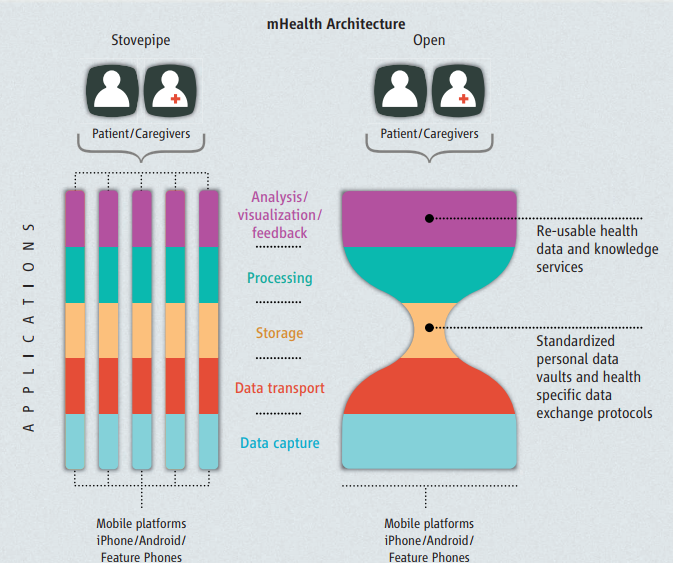 mHealth Architecture
Stovepipe
Open
Patient/Caregivers
Patient/Caregivers
APPLICATIONS
Analysis/
visualization/
feedback
Processing
Storage
Data transport
Data capture
Re-usable health
data and knowledge
services
Standardized
personal data
vaults and health
specific data
exchange protocols
Mobile platforms
iPhone/Android/
Feature Phones
Mobile platforms
iPhone/Android/
Feature Phones